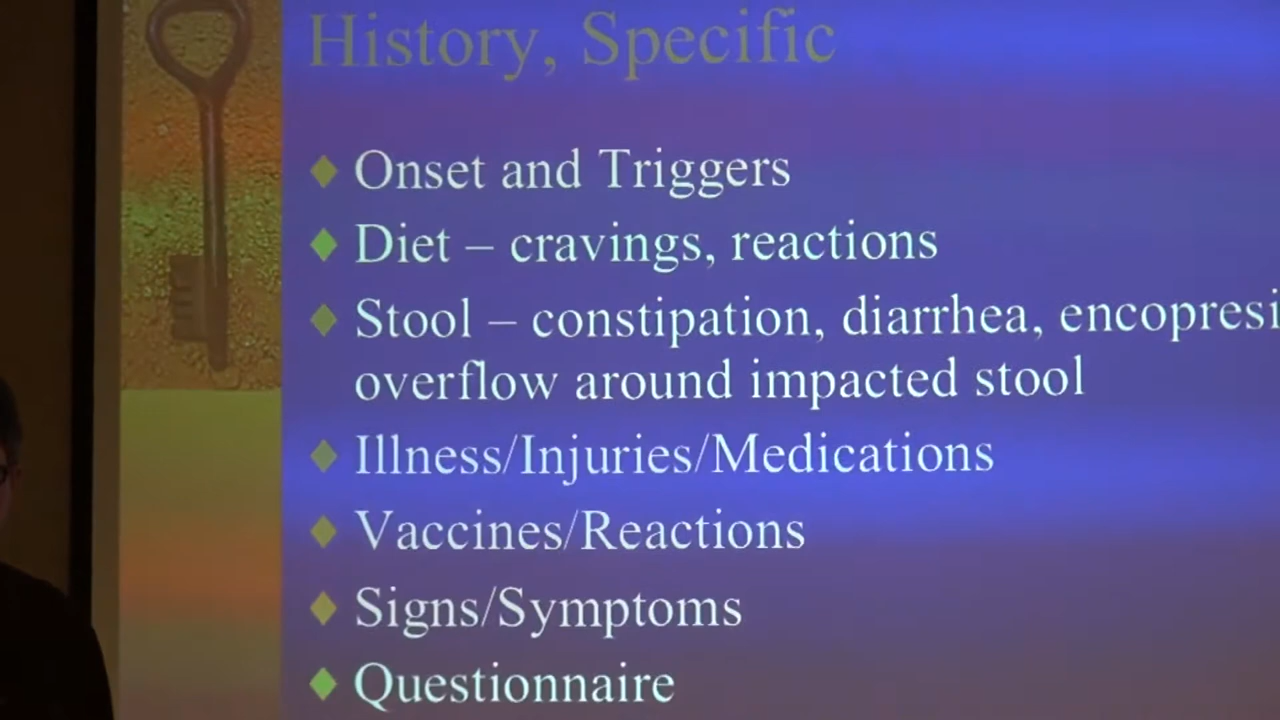 History, Specific
Onset and Triggers
Diet – cravings, reactions
Stool – constipation, diarrhea, encopresi
overflow around impacted stool
Illness/Injuries/Medications
Vaccines/Reactions
Signs/Symptoms
Questionnaire